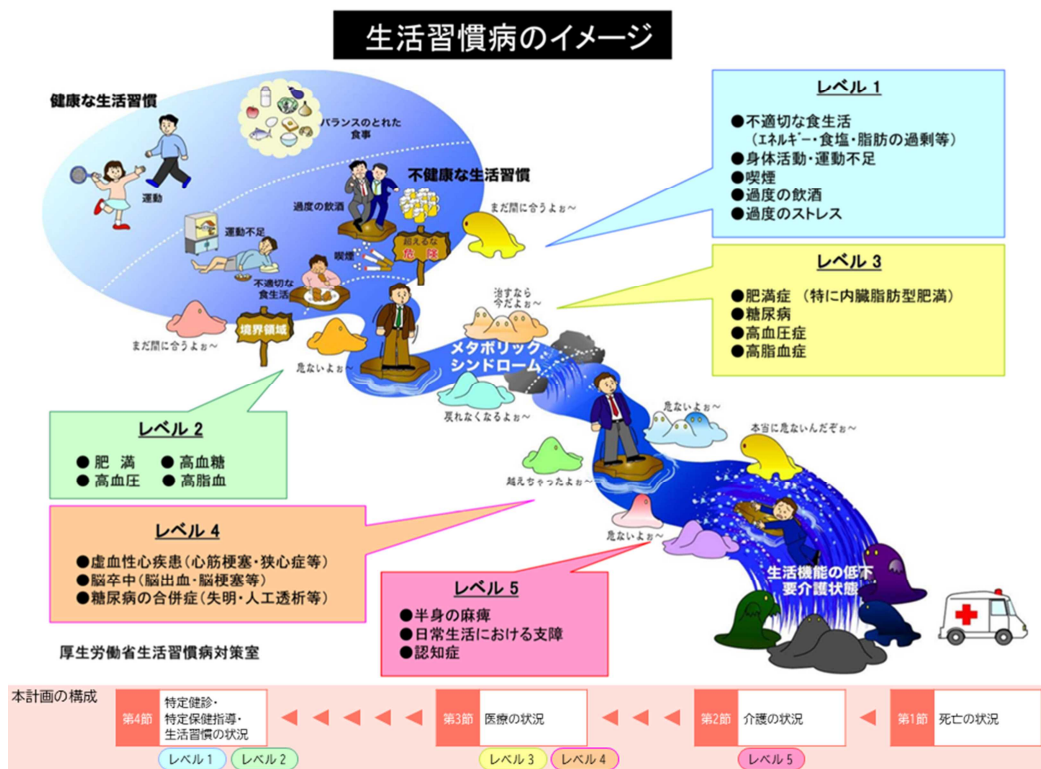 生活習慣病のイメージ
健康な生活習慣
バランスのとれた
食事
運動
不健康な生活習慣
過度の飲酒
まだ間に合うよぉ～
運動不足
喫煙
超えるな
危険
不適切な
食生活
治すなら
今だよぉ～
境界領域
まだ間に合うよぉ～
危ないよぉ～
メタボリック
シンドローム
戻れなくなるよぉ～
危ないよぉ～
本当に危ないんだぞぉ～
越えちゃったよぉ～
危ないよぉ～
生活機能の低下
要介護状態
レベル 1
●不適切な食生活
（エネルギー・食塩・脂肪の過剰等）
●身体活動・運動不足
●喫煙
●過度の飲酒
●過度のストレス
レベル 3
●肥満症　（特に内臓脂肪型肥満）
●糖尿病
●高血圧症
●高脂血症
レベル 2
●肥　満　●高血糖
●高血圧　●高脂血
レベル 4
●虚血性心疾患（心筋梗塞・狭心症等）
●脳卒中（脳出血・脳梗塞等）
●糖尿病の合併症（失明・人工透析等）
レベル 5
●半身の麻痺
●日常生活における支障
●認知症
厚生労働省生活習慣病対策室
本計画の構成
第4節
特定健診・
特定保健指導・
生活習慣の状況
第3節　医療の状況
第2節　介護の状況
第1節　死亡の状況
レベル 1　レベル 2　レベル 3　レベル 4　レベル 5